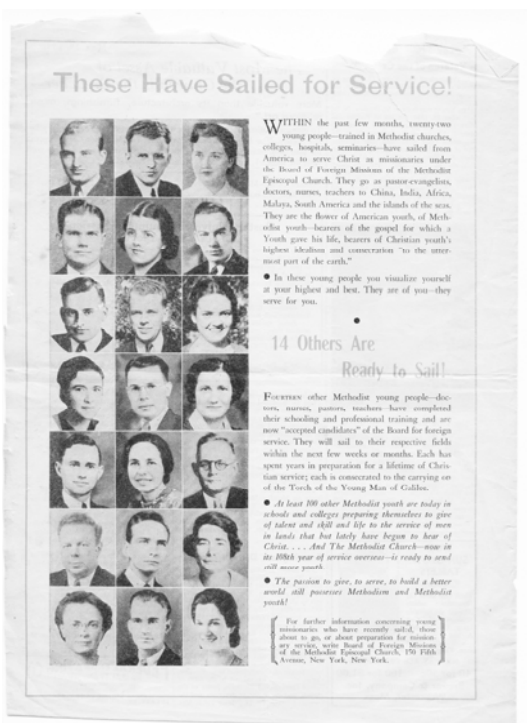 These Have Sailed for Service!
WITHIN the past few months, twenty-two
young people—trained in Methodist churches,
colleges, hospitals, seminaries—have sailed from
America to serve Christ as missionaries under
the Board of Foreign Missions of the Methodist
Episcopal Church. They go as pastor-evangelists,
doctors, nurses, teachers to China, India, Africa,
Malaya, South America and the islands of the seas.
They are the flower of American youth, of Meth-
odist youth—bearers of the gospel for which a
Youth gave his life, bearers of Christian youth's
highest idealism and consecration "to the utter-
most part of the earth."
● In these young people you visualize yourself
at your highest and best. They are of you—they
serve for you.
●
14 Others Are
Ready to Sail!
FOURTEEN other Methodist young people—doc-
tors, nurses, pastors, teachers—have completed
their schooling and professional training and are
now "accepted candidates" of the Board for foreign
service. They will sail to their respective fields
within the next few weeks or months. Each has
spent years in preparation for a lifetime of Chris-
tian service; each is consecrated to the carrying on
of the Torch of the Young Man of Galilee.
● At least 100 other Methodist youth are today in
schools and colleges preparing themselves to give
of talent and skill and life to the service of men
in lands that but lately have begun to hear of
Christ. . . . And The Methodist Church—now in
its 108th year of service overseas—is ready to send
still more youth.
● The passion to give, to serve, to build a better
world still possesses Methodism and Methodist
youth!
For further information concerning young
missionaries who have recently sailed, those
about to go, or about preparation for mission-
ary service, write Board of Foreign Missions
of the Methodist Episcopal Church, 150 Fifth
Avenue, New York, New York.